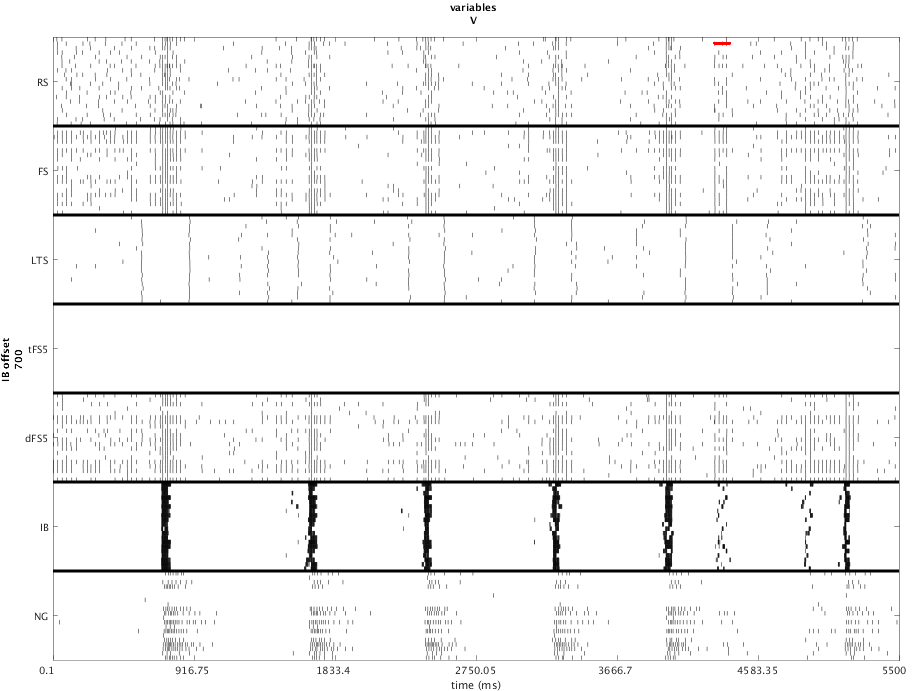 variables
V
RS
FS
LTS
tFS5
dFS5
IB
NG
IB offset
700
0.1 916.75 1833.4 2750.05 3666.7 4583.35 5500
time (ms)